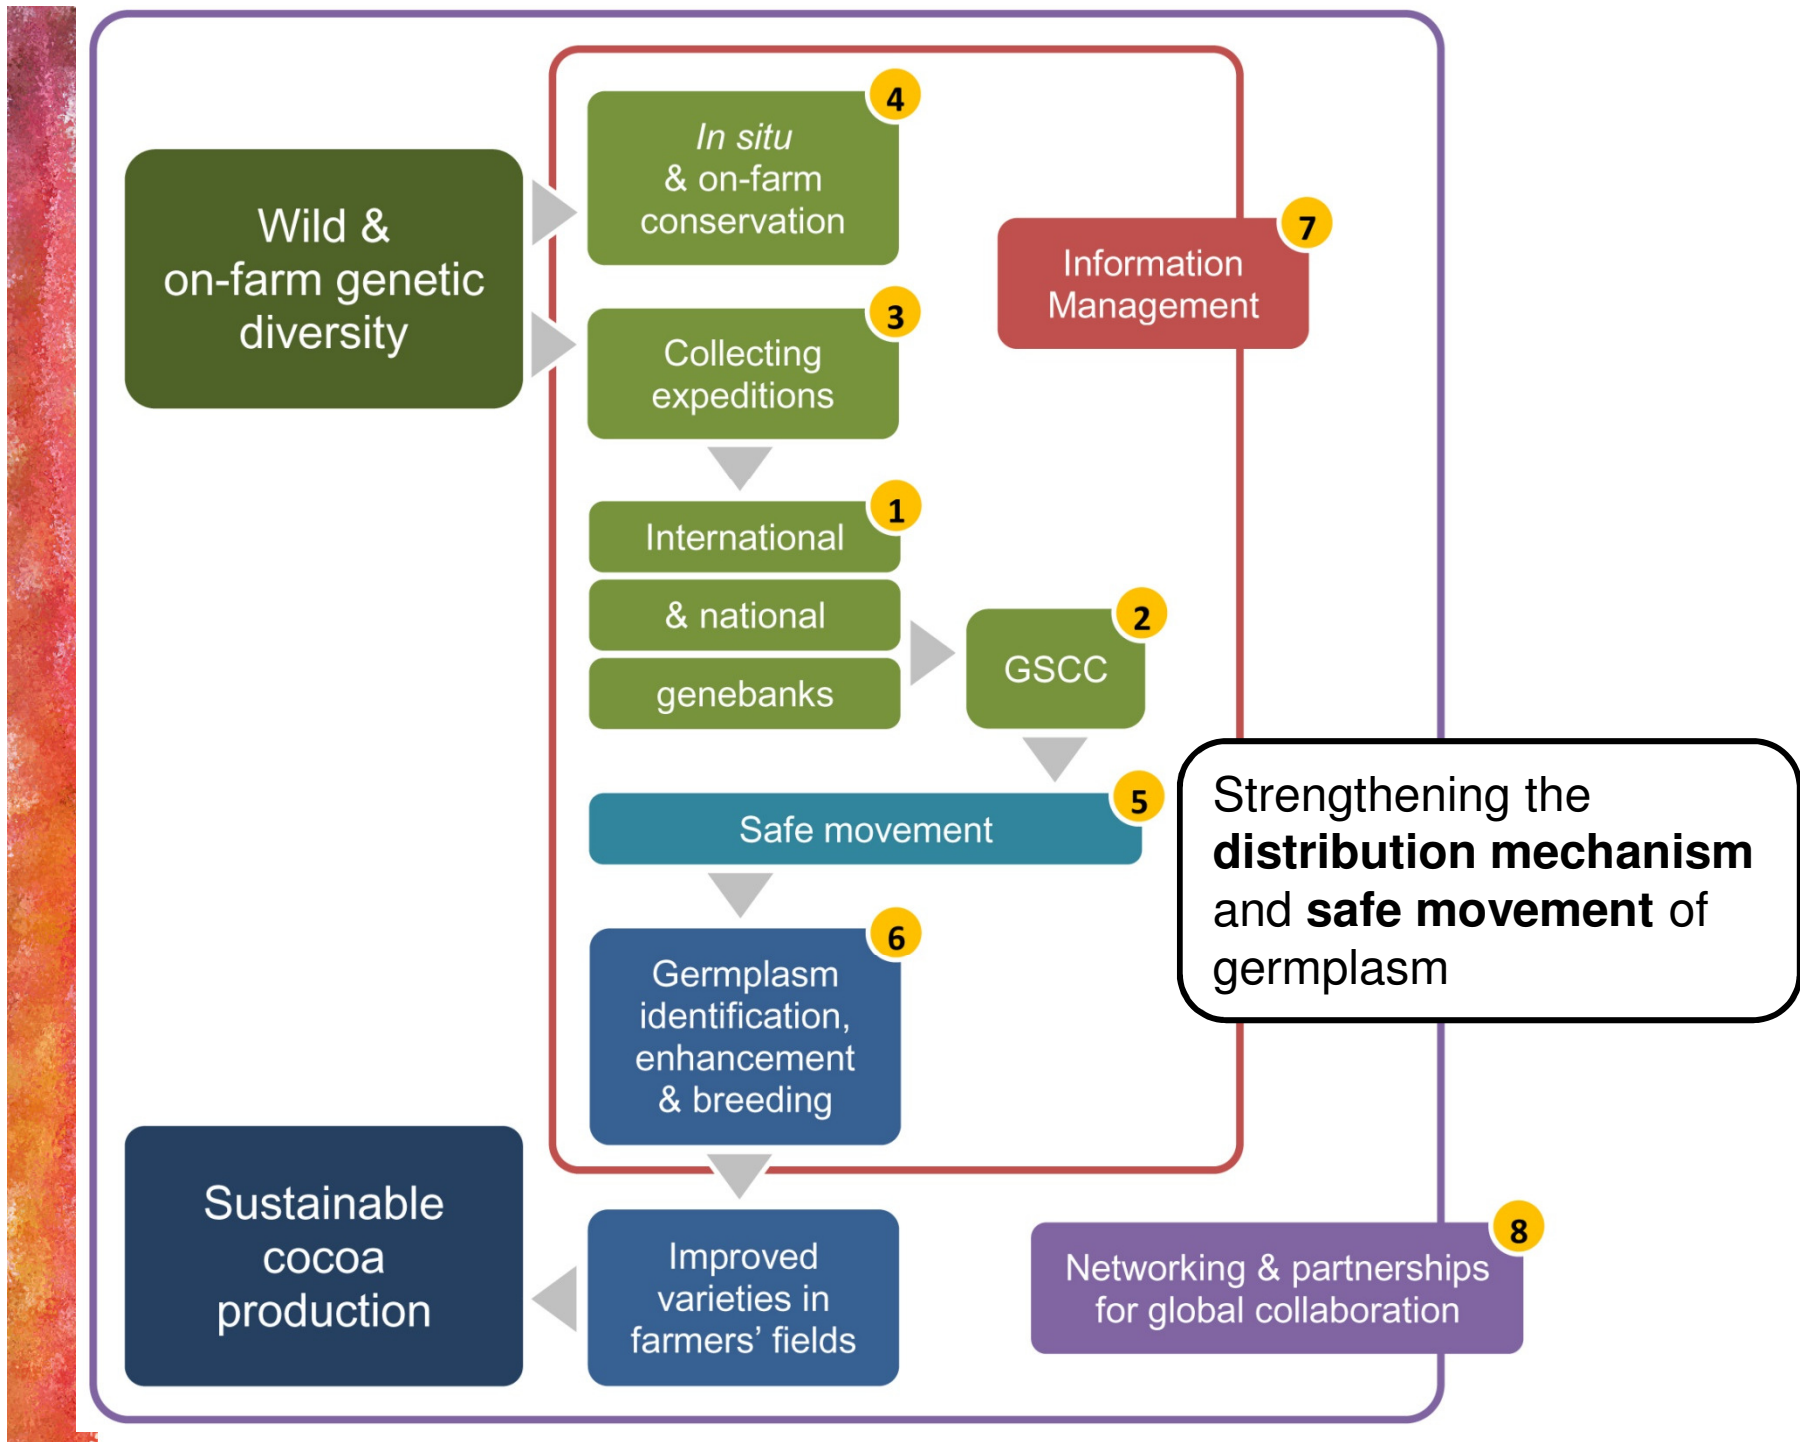 4
In situ
& on-farm
conservation
Wild &
on-farm genetic
diversity
7
Information
Management
3
Collecting
expeditions
1
International
& national
genebanks
2
GSCC
5
Safe movement
Strengthening the
distribution mechanism
and safe movement of
germplasm
6
Germplasm
identification,
enhancement
& breeding
Sustainable
cocoa
production
Improved
varieties in
farmers’ fields
8
Networking & partnerships
for global collaboration